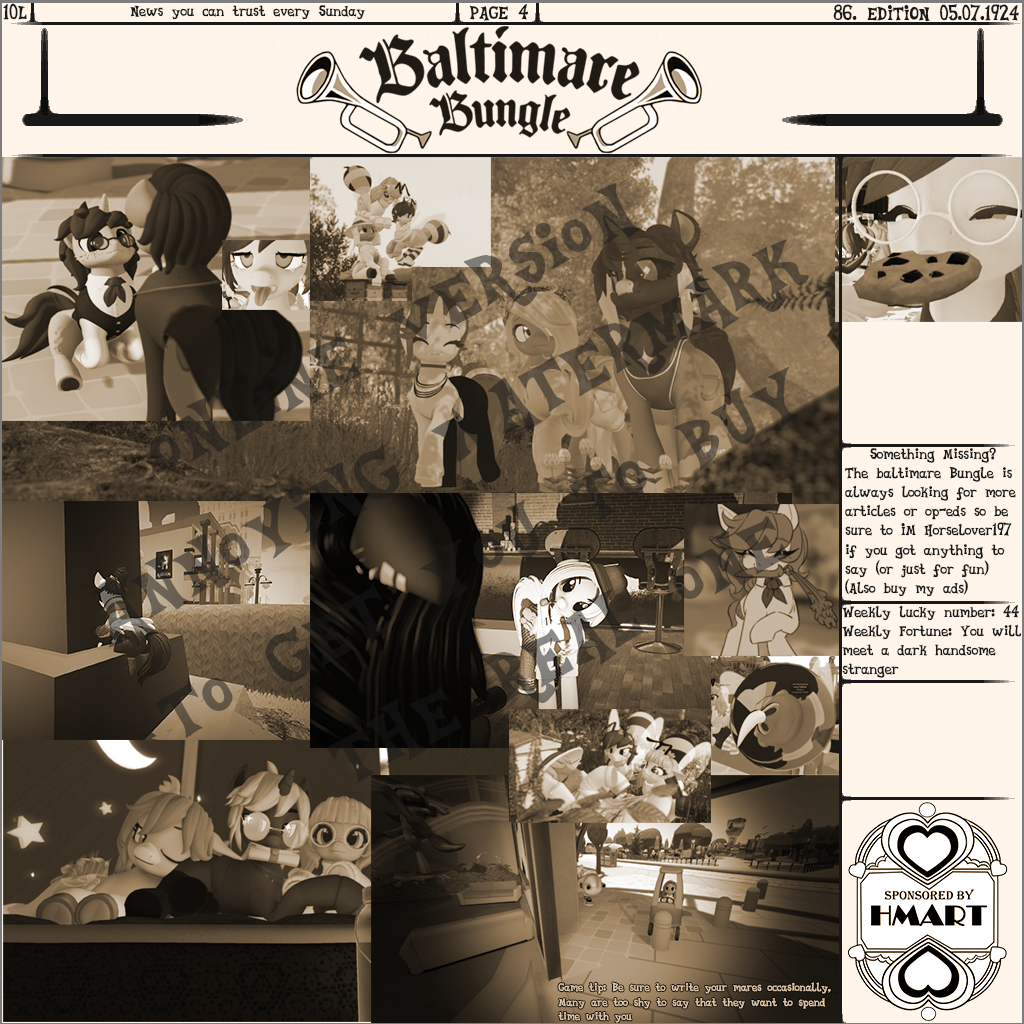 10L
News you can trust every Sunday
PAGE 4
86. EDITION 05.07.1924
Baltimare
Bungle
ONLINE VERSION
ANNOYING WATERMARK
TO GET YOU TO BUY
THE REAL ONE
Something Missing?
The baltimare Bungle is
always looking for more
articles or op-eds so be
sure to iM Horselover197
if you got anything to
say (or just for fun)
(Also buy my ads)
Weekly Lucky number: 44
Weekly Fortune: You will
meet a dark handsome
stranger
SPONSORED BY
HMART
Game tip: Be sure to write your mares occasionally,
Many are too shy to say that they want to spend
time with you